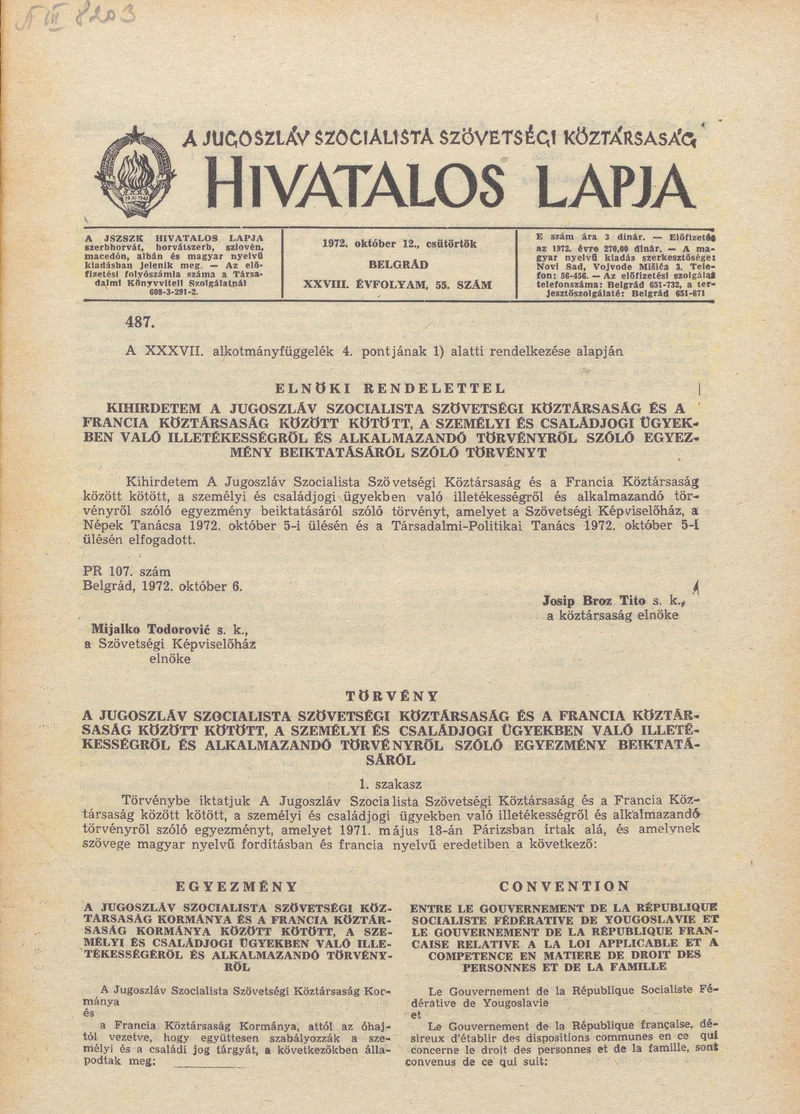 N III 8203
A JUGOSZLÁV SZOCIALISTA SZÖVETSÉGI KÖZTÁRSASÁG
HIVATALOS LAPJA
A JSZSZK HIVATALOS LAPJA
szerbhorvát, horvátszerb, szlovén,
macedón, albán és magyar nyelvű
kiadásban jelenik meg. — Az elő-
fizetési folyószámla száma a Társa-
dalmi Könyvviteli Szolgálatnál
608-3-291-2.
1972. október 12., csütörtök
BELGRÁD
XXVIII. ÉVFOLYAM, 55. SZÁM
E szám ára 3 dinár. — Előfizetés
az 1972. évre 270,00 dinár. — A ma-
gyar nyelvű kiadás szerkesztősége:
Novi Sad, Vojvode Mišića 3. Tele-
fon: 56-456. — Az előfizetési szolgálat
telefonszáma: Belgrád 651-732, a ter-
jesztőszolgálaté: Belgrád 651-671
487.
A XXXVII. alkotmányfüggelék 4. pontjának 1) alatti rendelkezése alapján
ELNÖKI RENDELETTEL
KIHIRDETEM A JUGOSZLÁV SZOCIALISTA SZÖVETSÉGI KÖZTÁRSASÁG ÉS A
FRANCIA KÖZTÁRSASÁG KÖZÖTT KÖTÖTT, A SZEMÉLYI ÉS CSALÁDJOGI ÜGYEK-
BEN VALÓ ILLETÉKESSÉGRŐL ÉS ALKALMAZANDÓ TÖRVÉNYRŐL SZÓLÓ EGYEZ-
MÉNY BEIKTATÁSÁRÓL SZÓLÓ TÖRVÉNYT
Kihirdetem A Jugoszláv Szocialista Szövetségi Köztársaság és a Francia Köztársaság
között kötött, a személyi és családjogi ügyekben való illetékességről és alkalmazandó tör-
vényről szóló egyezmény beiktatásáról szóló törvényt, amelyet a Szövetségi Képviselőház, a
Népek Tanácsa 1972. október 5-i ülésén és a Társadalmi-Politikai Tanács 1972. október 5-i
ülésén elfogadott.
PR 107. szám
Belgrád, 1972. október 6.
Josip Broz Tito s. k.,
a köztársaság elnöke
Mijalko Todorović s. k.,
a Szövetségi Képviselőház
elnöke
TÖRVÉNY
A JUGOSZLÁV SZOCIALISTA SZÖVETSÉGI KÖZTÁRSASÁG ÉS A FRANCIA KÖZTÁR-
SASÁG KÖZÖTT KÖTÖTT, A SZEMÉLYI ÉS CSALÁDJOGI ÜGYEKBEN VALÓ ILLETÉ-
KESSÉGRŐL ÉS ALKALMAZANDÓ TÖRVÉNYRŐL SZÓLÓ EGYEZMÉNY BEIKTATÁ-
SÁRÓL
1. szakasz
Törvénybe iktatjuk A Jugoszláv Szocialista Szövetségi Köztársaság és a Francia Köz-
társaság között kötött, a személyi és családjogi ügyekben való illetékességről és alkalmazandó
törvényről szóló egyezményt, amelyet 1971. május 18-án Párizsban írtak alá, és amelynek
szövege magyar nyelvű fordításban és francia nyelvű eredetiben a következő:
EGYEZMÉNY
A JUGOSZLÁV SZOCIALISTA SZÖVETSÉGI KÖZ-
TARSASÁG KORMÁNYA ÉS A FRANCIA KÖZTÁR-
SASÁG KORMÁNYA KÖZÖTT KÖTÖTT, A SZE-
MÉLYI ÉS CSALÁDJOGI ÜGYEKBEN VALÓ ILLE-
TÉKESSÉGÉRŐL ÉS ALKALMAZANDÓ TÖRVÉNY-
RŐL
A Jugoszláv Szocialista Szövetségi Köztársaság Kor-
mánya
és
a Francia Köztársaság Kormánya, attól az óhaj-
tól vezetve, hogy együttesen szabályozzák a sze-
mélyi és a családi jog tárgyát, a következőkben álla-
podtak meg:
CONVENTION
ENTRE LE GOUVERNEMENT DE LA RÉPUBLIQUE
SOCIALISTE FÉDÉRATIVE DE YOUGOSLAVIE ET
LE GOUVERNEMENT DE LA RÉPUBLIQUE FRAN-
CAISE RELATIVE A LA LOI APPLICABLE ET A
COMPETENCE EN MATIERE DE DROIT DES
PERSONNES ET DE LA FAMILLE
Le Gouvernement de la République Socialiste Fé-
dérative de Yougoslavie
et
Le Gouvernement de la République française, dé-
sireux d'établir des dispositions communes en ce qui
concerne le droit des personnes et de la famille, sont
convenus de ce qui suit: